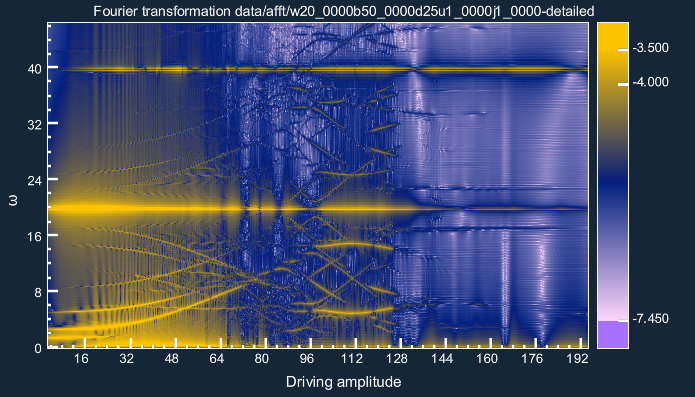 Fourier transformation data/afft/w20_0000b50_0000d25u1_0000j1_0000-detailed
-3.500
-4.000
-7.450
40
32
24
16
8
0
ω
16 32 48 64 80 96 112 128 144 160 176 192
Driving amplitude